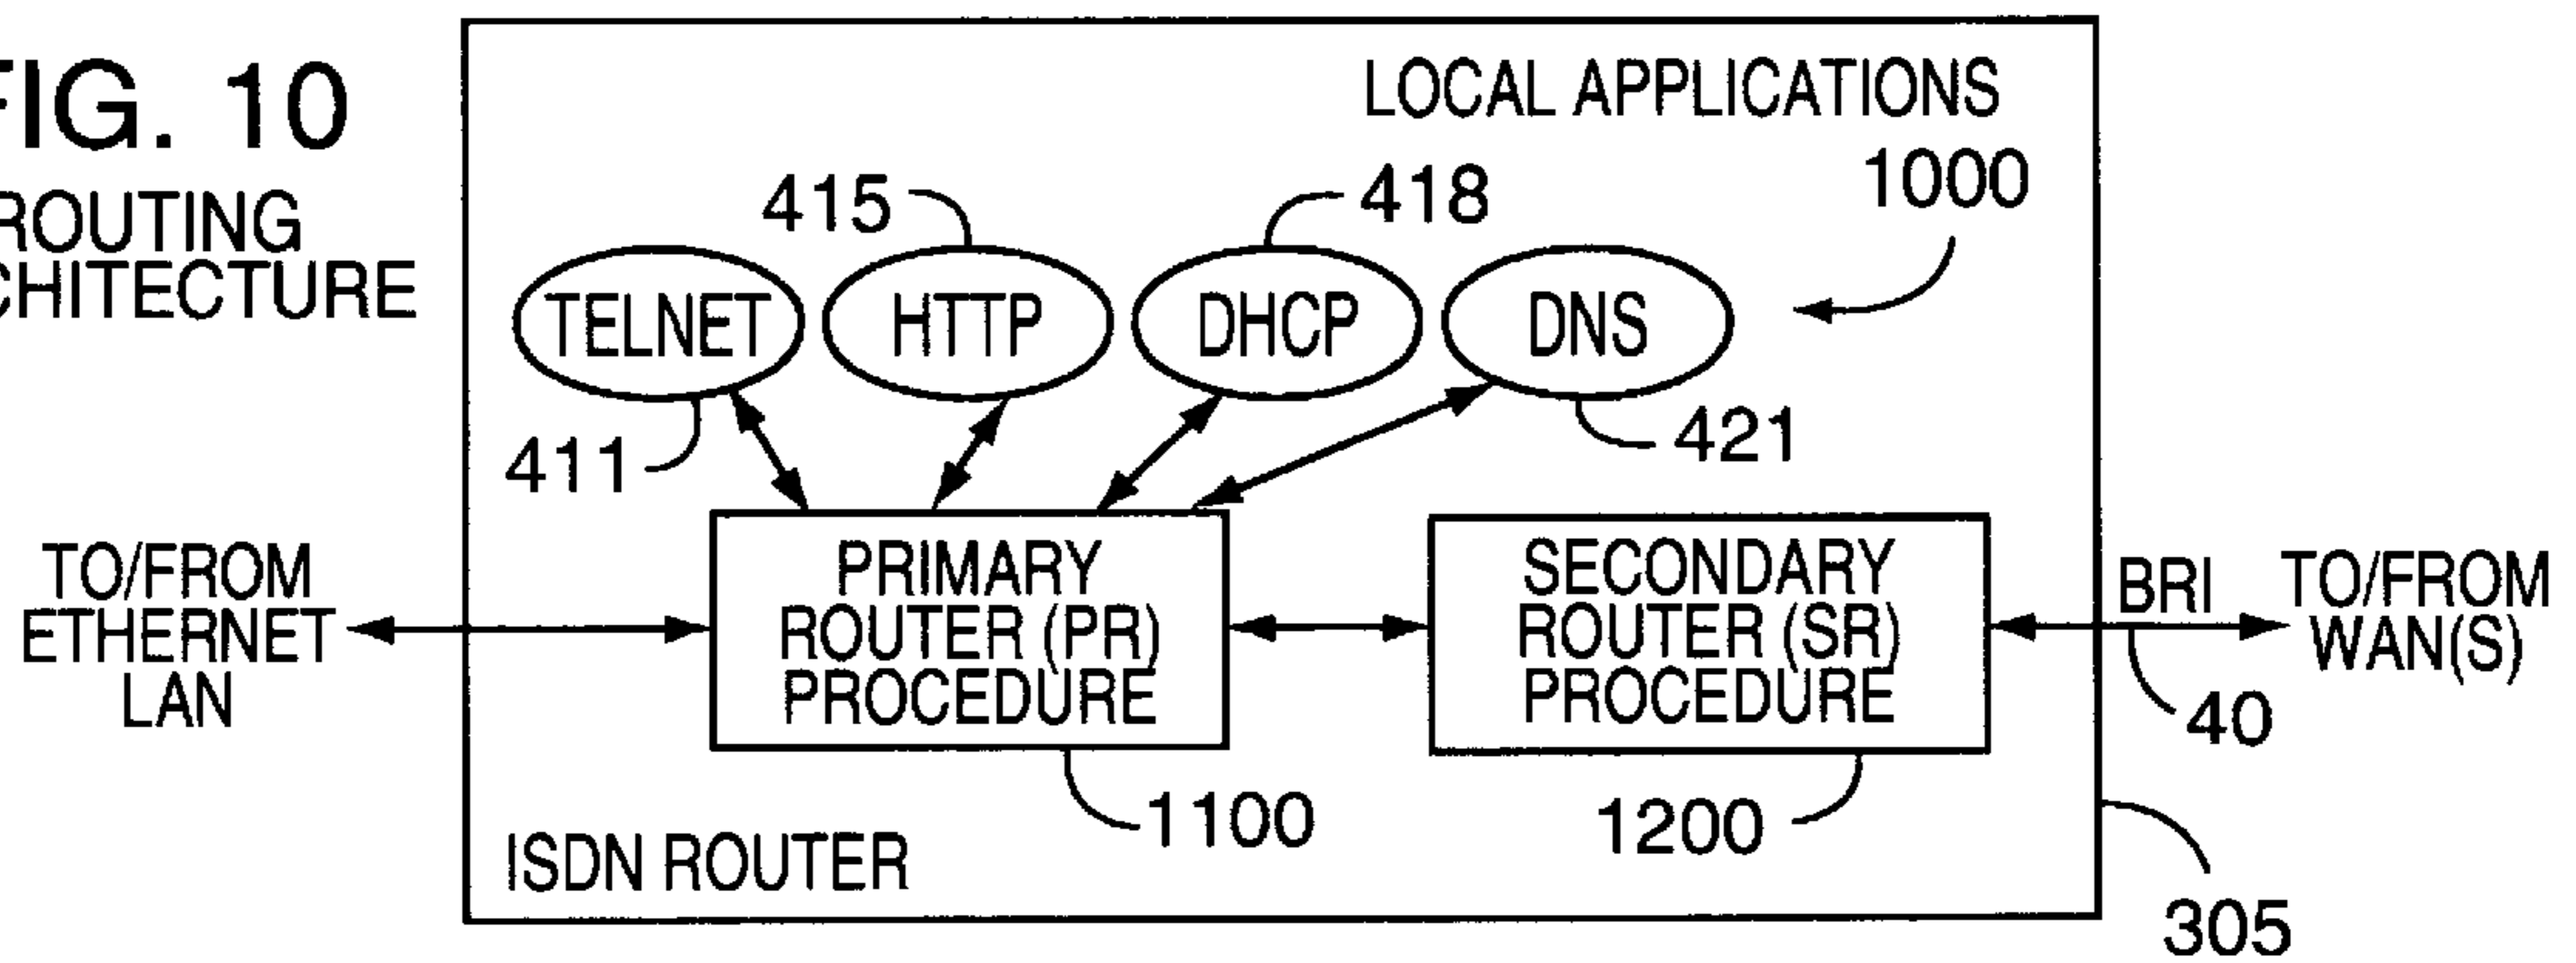 FIG. 10
ROUTING
CHITECTURE
LOCAL APPLICATIONS
1000
415
418
TELNET
HTTP
DHCP
DNS
411
421
TO/FROM
ETHERNET
LAN
PRIMARY
ROUTER (PR)
PROCEDURE
SECONDARY
ROUTER (SR)
PROCEDURE
BRI
TO/FROM
WAN(S)
40
1100
1200
ISDN ROUTER
305